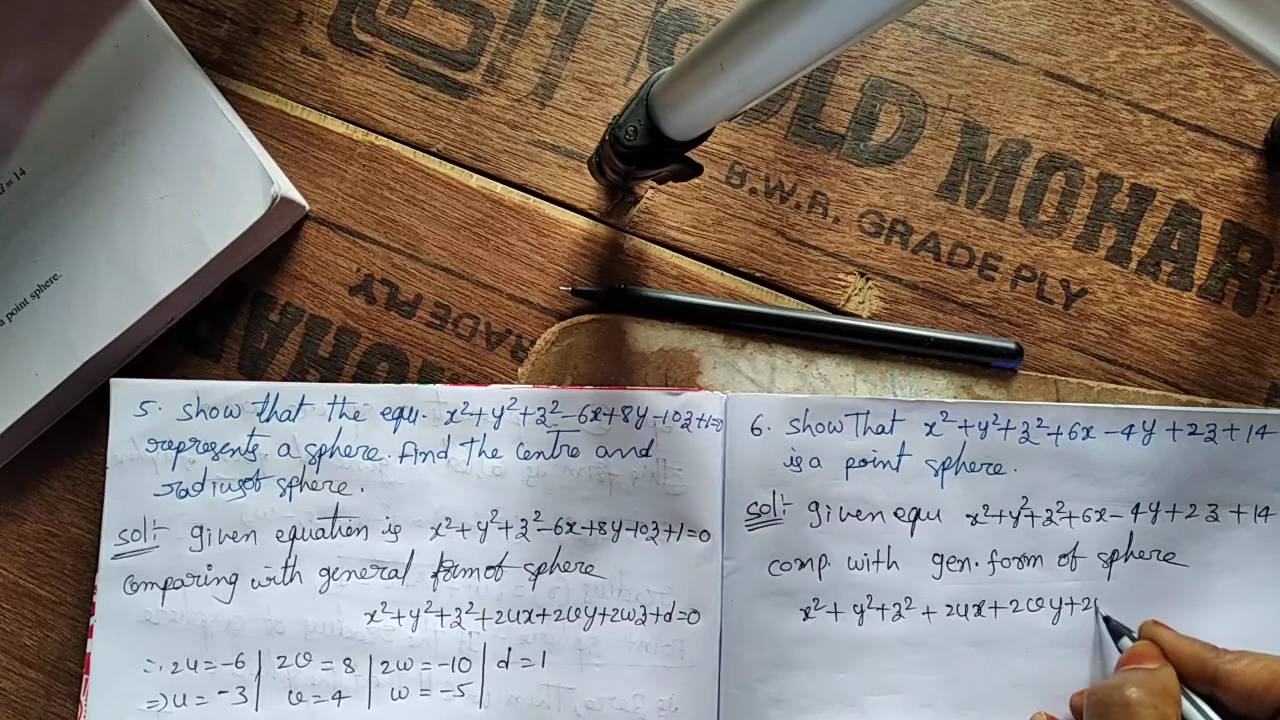 OLD MOHAR
B.W.R. GRADE PLY
GRADE PLY
MOHAR
= 14
a point sphere.
5. Show that the equ. x²+y²+z²-6x+8y-10z+1=0
represents a sphere. Find the centre and
radius of sphere.
Sol:- given equation is x²+y²+z²-6x+8y-10z+1=0
comparing with general form of sphere
x²+y²+z²+2ux+2vy+2wz+d=0
∴ 2u=-6 | 2v=8 | 2w=-10 | d=1
⇒ u=-3 | v=4 | w=-5
6. Show that x²+y²+z²+6x-4y+2z+14
is a point sphere.
Sol:- given equ x²+y²+z²+6x-4y+2z+14
comp. with gen. form of sphere
x²+y²+z²+2ux+2vy+2